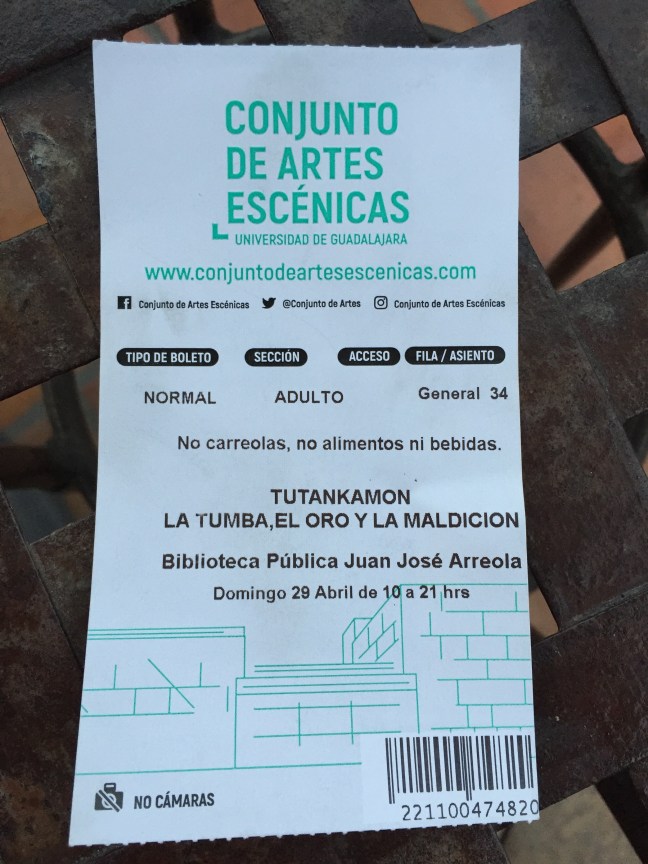 CONJUNTO
DE ARTES
ESCÉNICAS
UNIVERSIDAD DE GUADALAJARA
www.conjuntodeartesescenicas.com
Conjunto de Artes Escénicas @Conjunto de Artes Conjunto de Artes Escénicas
TIPO DE BOLETO SECCIÓN ACCESO FILA / ASIENTO
NORMAL ADULTO General 34
No carreolas, no alimentos ni bebidas.
TUTANKAMON
LA TUMBA,EL ORO Y LA MALDICION
Biblioteca Pública Juan José Arreola
Domingo 29 Abril de 10 a 21 hrs
NO CÁMARAS
221100474820